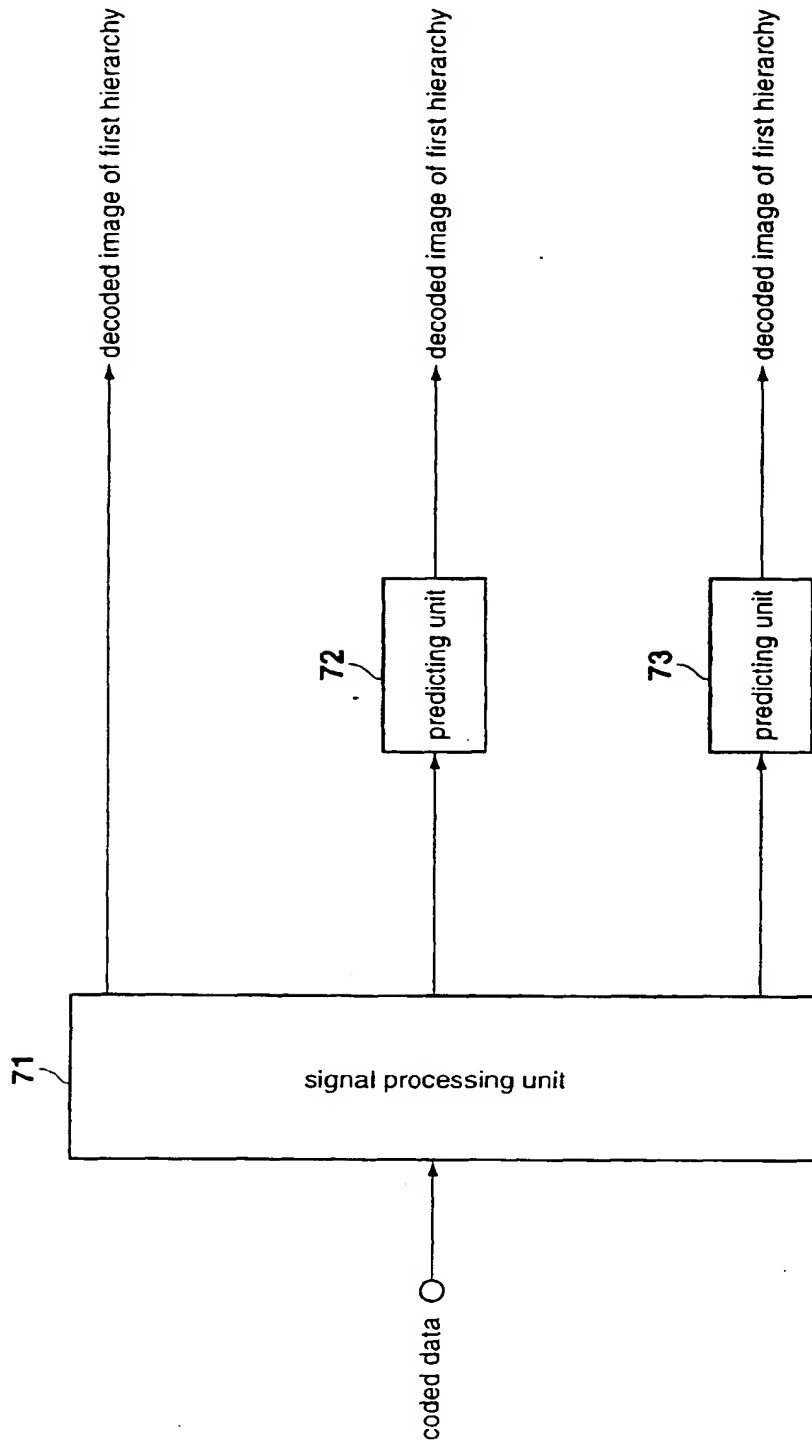 coded data
71
signal processing unit
decoded image of first hierarchy
72
predicting unit
decoded image of first hierarchy
73
predicting unit
decoded image of first hierarchy